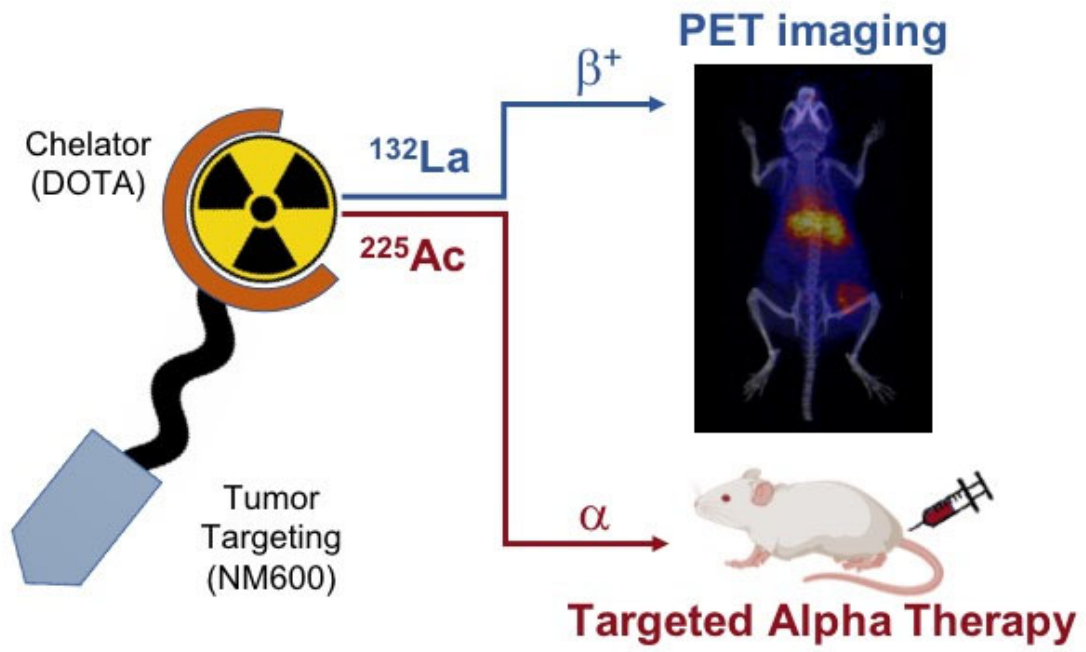 PET imaging
β⁺
Chelator
(DOTA)
¹³²La
²²⁵Ac
Tumor
Targeting
(NM600)
α
Targeted Alpha Therapy